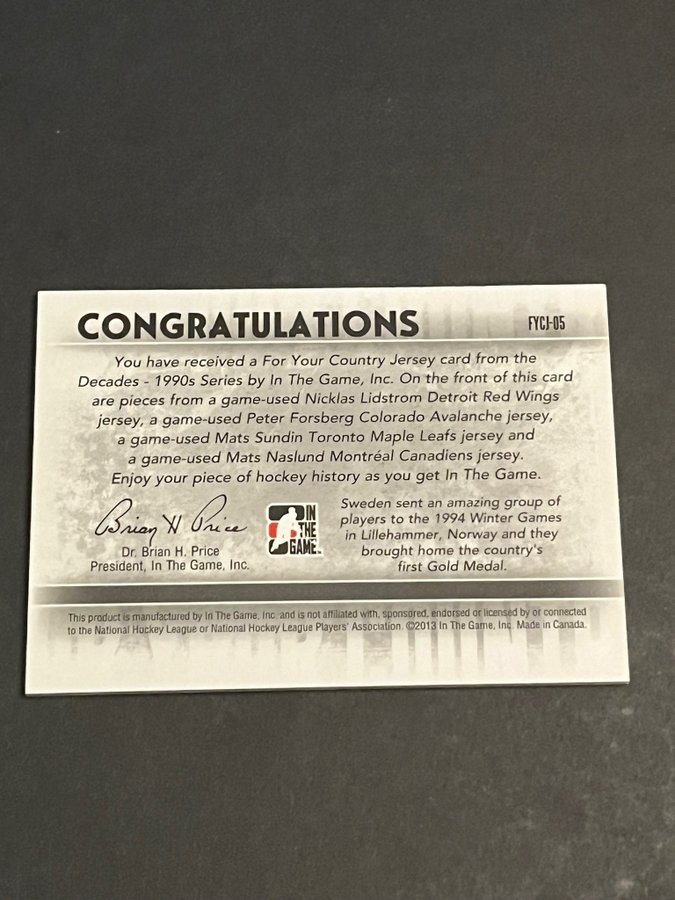 CONGRATULATIONS
FYCJ-05
You have received a For Your Country Jersey card from the
Decades - 1990s Series by In The Game, Inc. On the front of this card
are pieces from a game-used Nicklas Lidstrom Detroit Red Wings
jersey, a game-used Peter Forsberg Colorado Avalanche jersey,
a game-used Mats Sundin Toronto Maple Leafs jersey and
a game-used Mats Naslund Montréal Canadiens jersey.
Enjoy your piece of hockey history as you get In The Game.
Brian H Price
Dr. Brian H. Price
President, In The Game, Inc.
IN
THE
GAME
Sweden sent an amazing group of
players to the 1994 Winter Games
in Lillehammer, Norway and they
brought home the country's
first Gold Medal.
This product is manufactured by In The Game, Inc. and is not affiliated with, sponsored, endorsed or licensed by or connected
to the National Hockey League or National Hockey League Players' Association. ©2013 In The Game, Inc. Made in Canada.